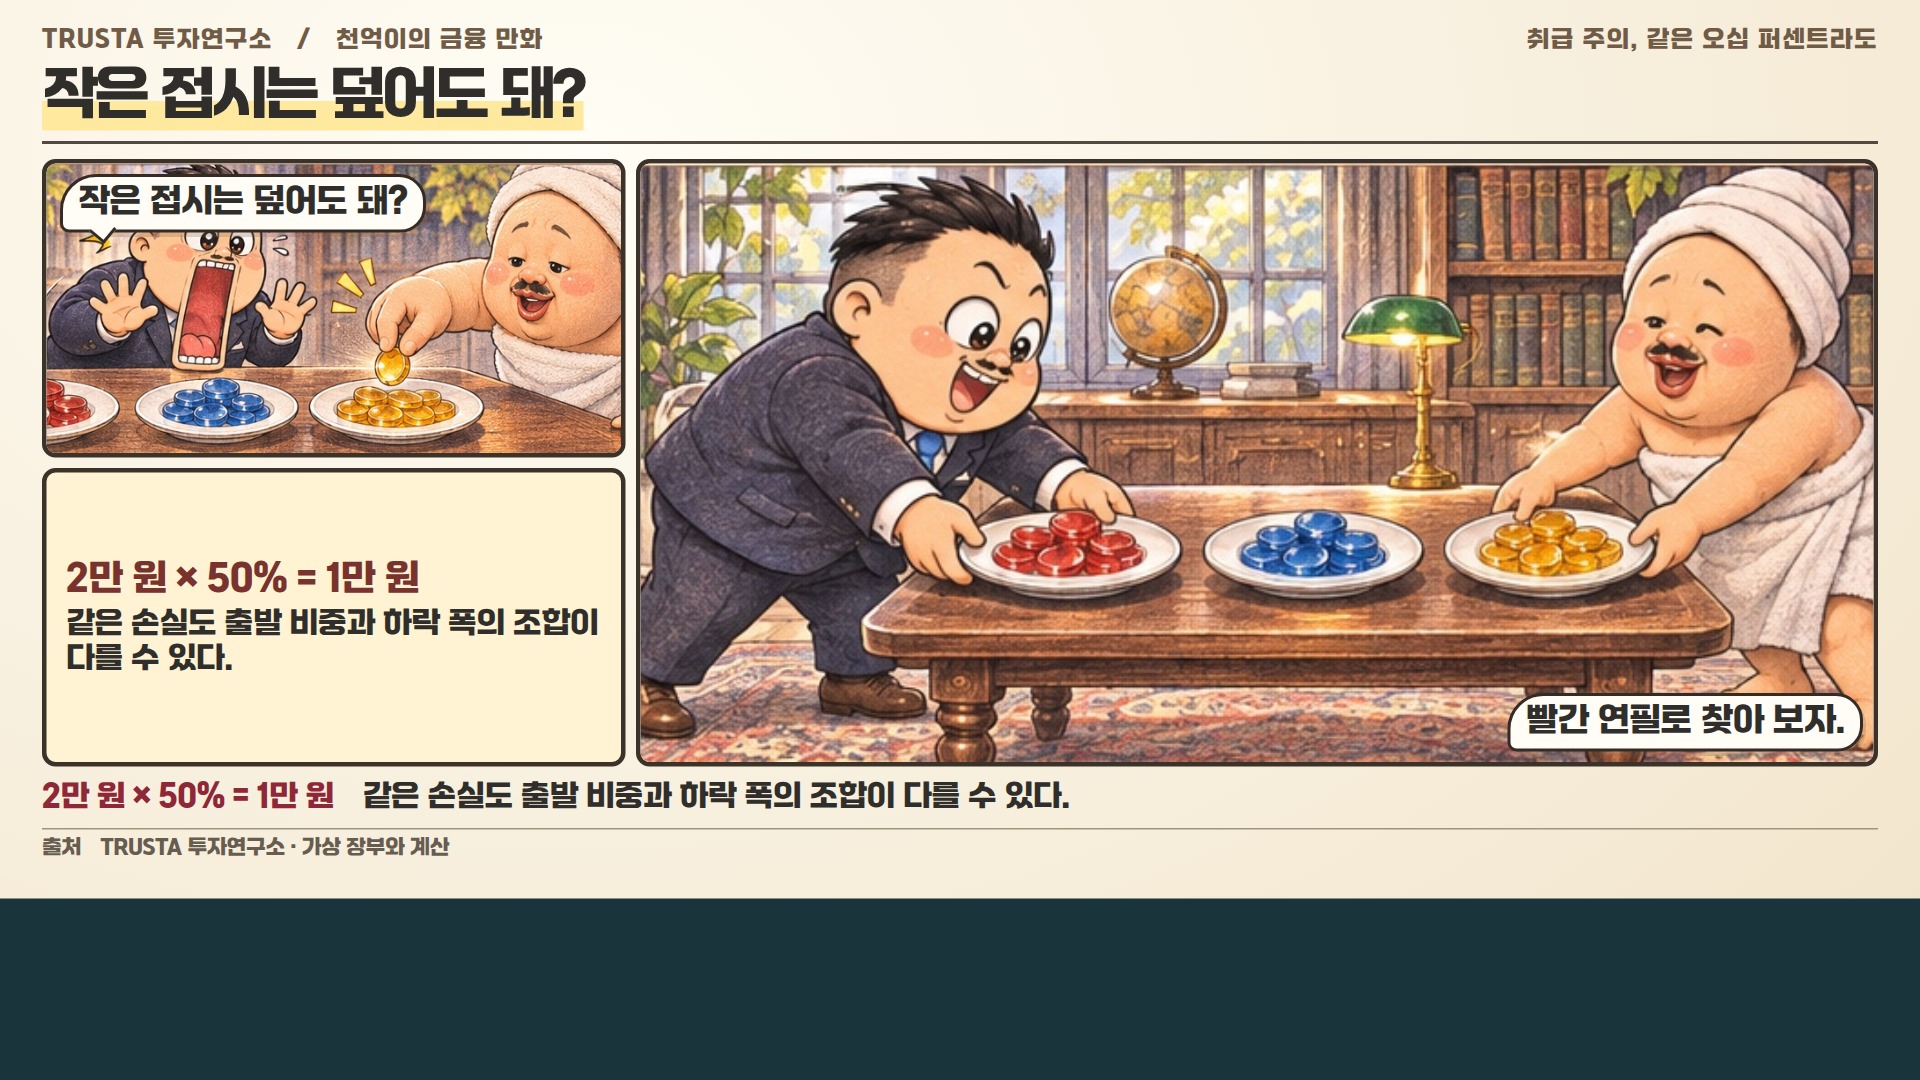 TRUSTA 투자연구소 / 천억이의 금융 만화
취급 주의, 같은 오십 퍼센트라도
작은 접시는 덮어도 돼?
작은 접시는 덮어도 돼?
2만 원 × 50% = 1만 원
같은 손실도 출발 비중과 하락 폭의 조합이
다를 수 있다.
빨간 연필로 찾아 보자.
2만 원 × 50% = 1만 원 같은 손실도 출발 비중과 하락 폭의 조합이 다를 수 있다.
출처 TRUSTA 투자연구소 · 가상 장부와 계산